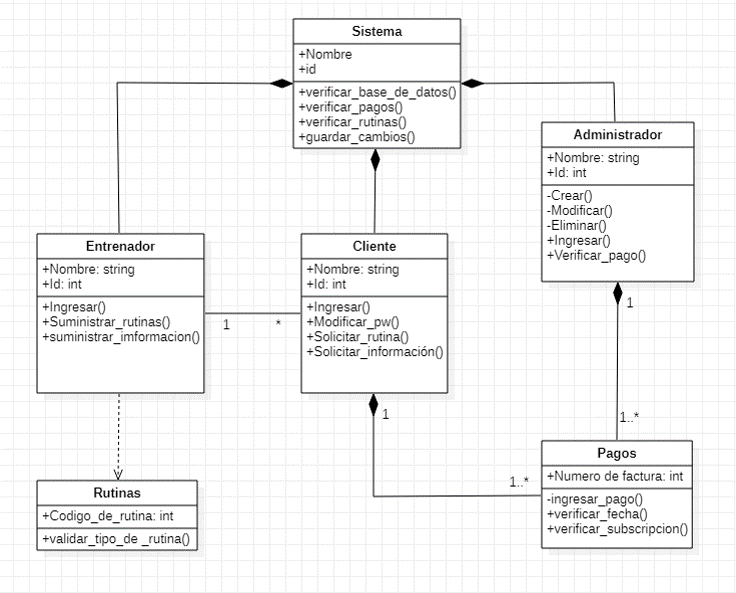 Sistema
+Nombre
+id
+verificar_base_de_datos()
+verificar_pagos()
+verificar_rutinas()
+guardar_cambios()
Administrador
+Nombre: string
+Id: int
-Crear()
-Modificar()
-Eliminar()
+Ingresar()
+Verificar_pago()
Entrenador
+Nombre: string
+Id: int
+Ingresar()
+Suministrar_rutinas()
+suministrar_imformacion()
1
*
Cliente
+Nombre: string
+Id: int
+Ingresar()
+Modificar_pw()
+Solicitar_rutina()
+Solicitar_información()
1
1..*
1
1..*
Rutinas
+Codigo_de_rutina: int
+validar_tipo_de _rutina()
Pagos
+Numero de factura: int
-ingresar_pago()
+verificar_fecha()
+verificar_subscripcion()